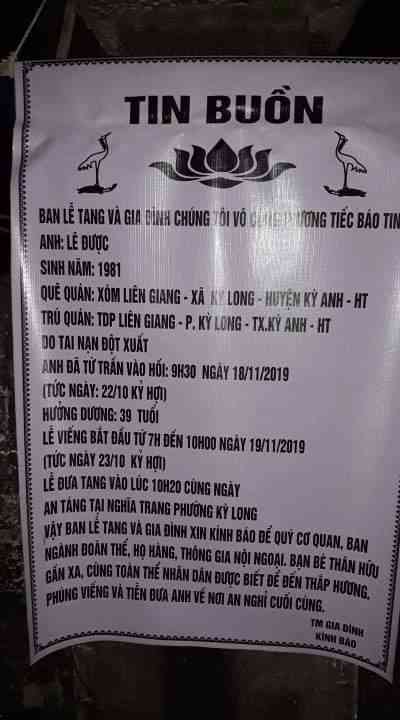 TIN BUỒN
BAN LỄ TANG VÀ GIA ĐÌNH CHÚNG TÔI VÔ CÙNG THƯƠNG TIẾC BÁO TIN
ANH: LÊ ĐƯỢC
SINH NĂM: 1981
QUÊ QUÁN: XÓM LIÊN GIANG - XÃ KỲ LONG - HUYỆN KỲ ANH - HT
TRÚ QUÁN: TDP LIÊN GIANG - P. KỲ LONG - TX.KỲ ANH - HT
DO TAI NẠN ĐỘT XUẤT
ANH ĐÃ TỪ TRẦN VÀO HỒI: 9H30 NGÀY 18/11/2019
(TỨC NGÀY: 22/10 KỶ HỢI)
HƯỞNG DƯƠNG: 39 TUỔI
LỄ VIẾNG BẮT ĐẦU TỪ 7H ĐẾN 10H00 NGÀY 19/11/2019
(TỨC NGÀY 23/10 KỶ HỢI)
LỄ ĐƯA TANG VÀO LÚC 10H20 CÙNG NGÀY
AN TÁNG TẠI NGHĨA TRANG PHƯỜNG KỲ LONG
VẬY BAN LỄ TANG VÀ GIA ĐÌNH XIN KÍNH BÁO ĐỂ QUÝ CƠ QUAN, BAN
NGÀNH ĐOÀN THỂ, HỌ HÀNG, THÔNG GIA NỘI NGOẠI. BẠN BÈ THÂN HỮU
GẦN XA, CÙNG TOÀN THỂ NHÂN DÂN ĐƯỢC BIẾT ĐỂ ĐẾN THẮP HƯƠNG,
PHÚNG VIẾNG VÀ TIỄN ĐƯA ANH VỀ NƠI AN NGHỈ CUỐI CÙNG.
TM GIA ĐÌNH
KÍNH BÁO